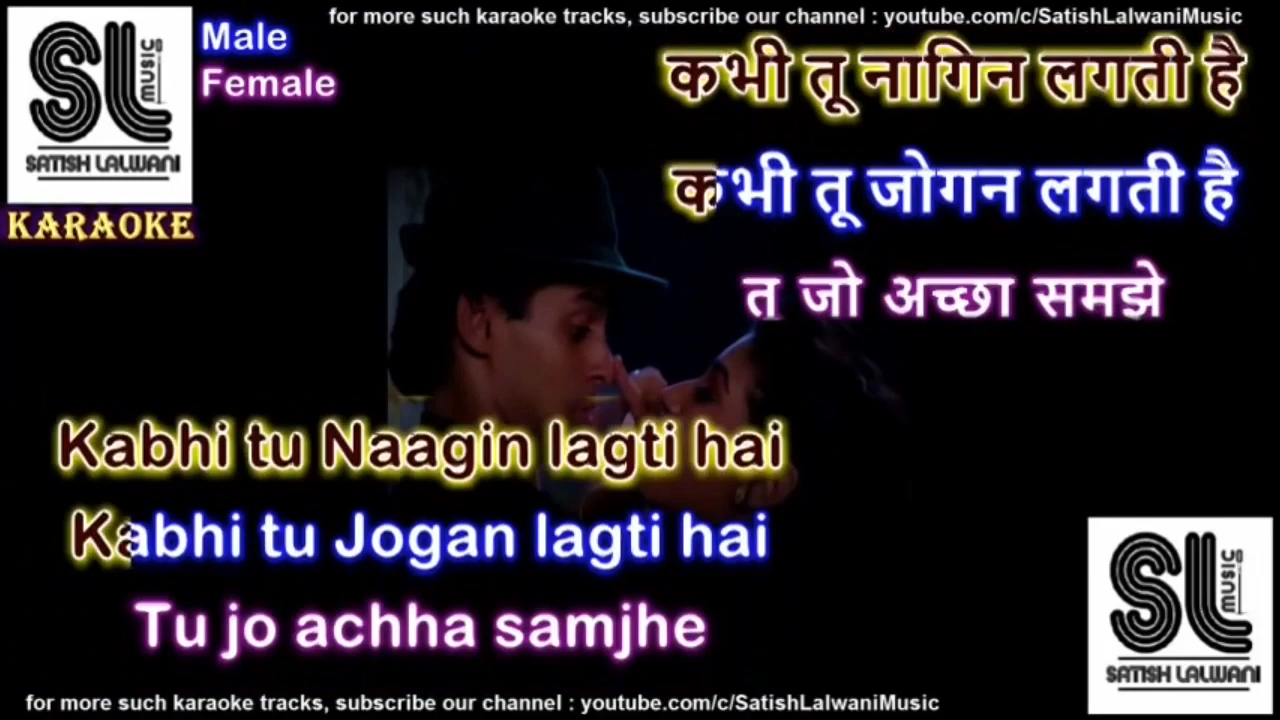 for more such karaoke tracks, subscribe our channel : youtube.com/c/SatishLalwaniMusic
SL MUSIC CO
SATISH LALWANI
KARAOKE
Male
Female
कभी तू नागिन लगती है
कभी तू जोगन लगती है
त जो अच्छा समझे
Kabhi tu Naagin lagti hai
Kabhi tu Jogan lagti hai
Tu jo achha samjhe
SL MUSIC CO
SATISH LALWANI
for more such karaoke tracks, subscribe our channel : youtube.com/c/SatishLalwaniMusic